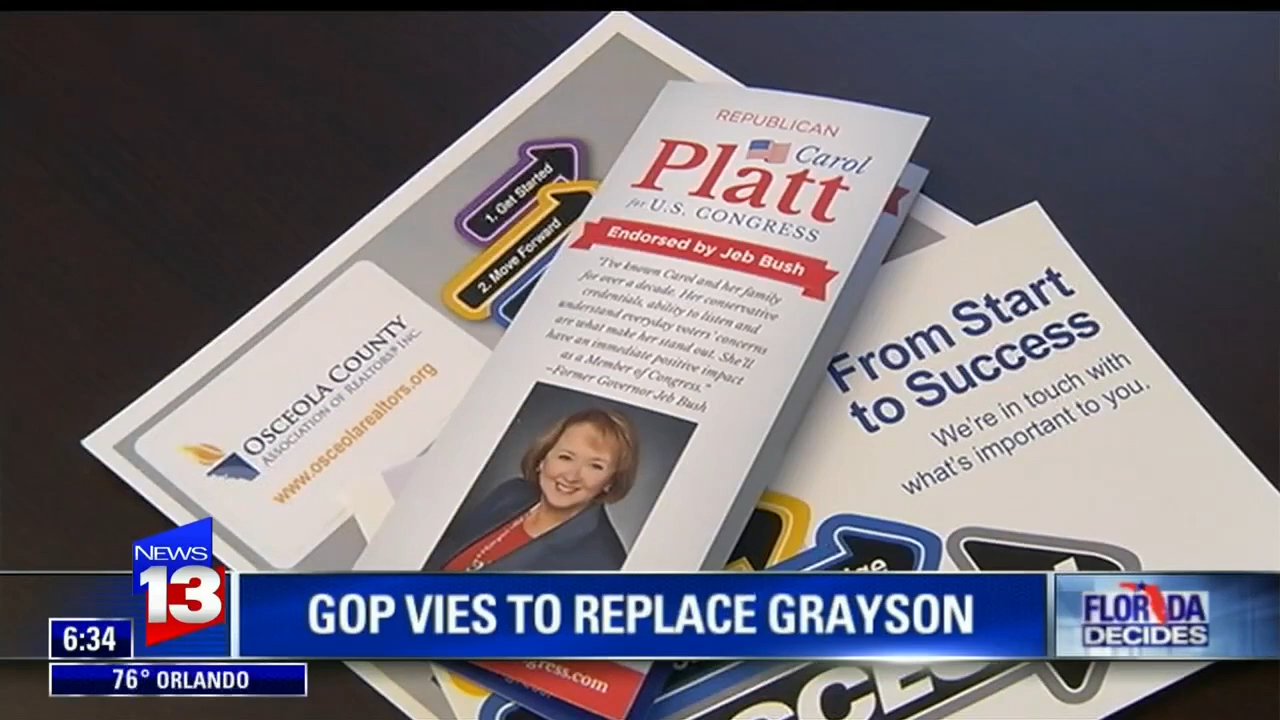 REPUBLICAN
Carol
Platt
for U.S. CONGRESS
Endorsed by Jeb Bush
"I've known Carol and her family
for over a decade. Her conservative
credentials, ability to listen and
understand everyday voters' concerns
are what make her stand out. She'll
have an immediate positive impact
as a Member of Congress."
-Former Governor Jeb Bush
1. Get Started
2. Move Forward
OSCEOLA COUNTY
ASSOCIATION OF REALTORS® INC.
www.osceolarealtors.org
From Start
to Success
We're in touch with
what's important to you.
NEWS
13
GOP VIES TO REPLACE GRAYSON
FLORIDA
DECIDES
6:34
76° ORLANDO